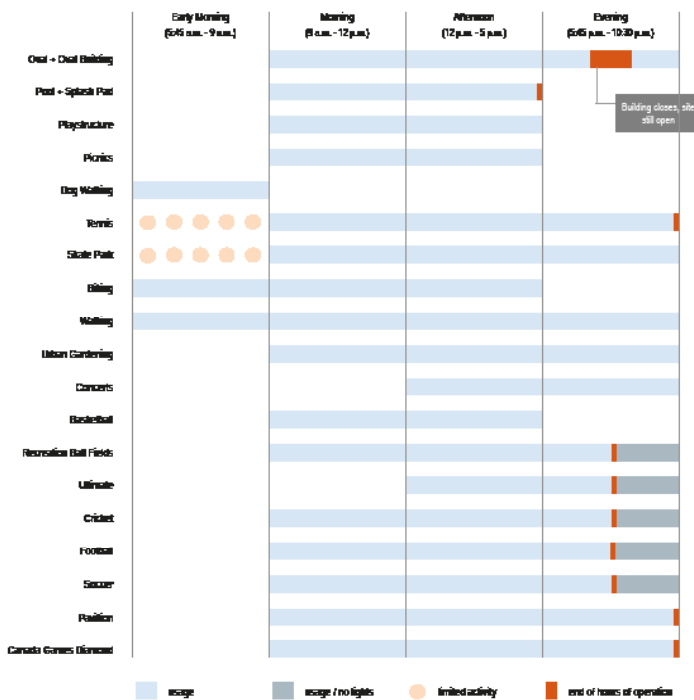 Early Morning
(5:45 a.m. - 9 a.m.)
Morning
(9 a.m. - 12 p.m.)
Afternoon
(12 p.m. - 5 p.m.)
Evening
(5:45 p.m. - 10:30 p.m.)
Oval + Oval Building
Building closes, site
still open
Pool + Splash Pad
Playstructure
Picnics
Dog Walking
Tennis
Skate Park
Biking
Walking
Urban Gardening
Concerts
Basketball
Recreation Ball Fields
Ultimate
Cricket
Football
Soccer
Pavilion
Canada Games Diamond
usage
usage / no lights
limited activity
end of hours of operation